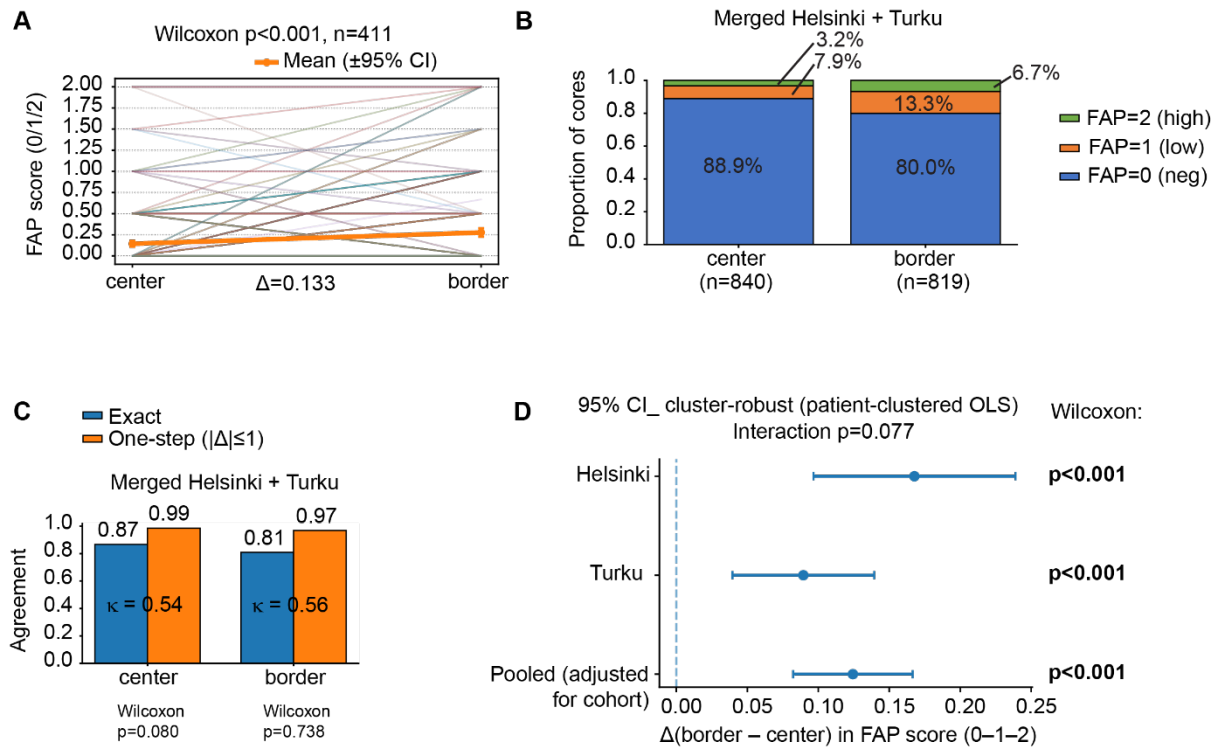 A
Wilcoxon p<0.001, n=411
Mean (±95% CI)
FAP score (0/1/2)
2.00
1.75
1.50
1.25
1.00
0.75
0.50
0.25
0.00
center
Δ=0.133
border
B
Merged Helsinki + Turku
3.2%
7.9%
6.7%
Proportion of cores
1.0
0.8
0.6
0.4
0.2
0.0
13.3%
88.9%
80.0%
center
(n=840)
border
(n=819)
FAP=2 (high)
FAP=1 (low)
FAP=0 (neg)
C
Exact
One-step (|Δ|≤1)
Merged Helsinki + Turku
Agreement
1.0
0.8
0.6
0.4
0.2
0.0
0.87
0.99
0.81
0.97
κ = 0.54
κ = 0.56
center
border
Wilcoxon
p=0.080
Wilcoxon
p=0.738
D
95% CI_ cluster-robust (patient-clustered OLS)
Interaction p=0.077
Wilcoxon:
Helsinki
p<0.001
Turku
p<0.001
Pooled (adjusted
for cohort)
p<0.001
0.00
0.05
0.10
0.15
0.20
0.25
Δ(border – center) in FAP score (0–1–2)